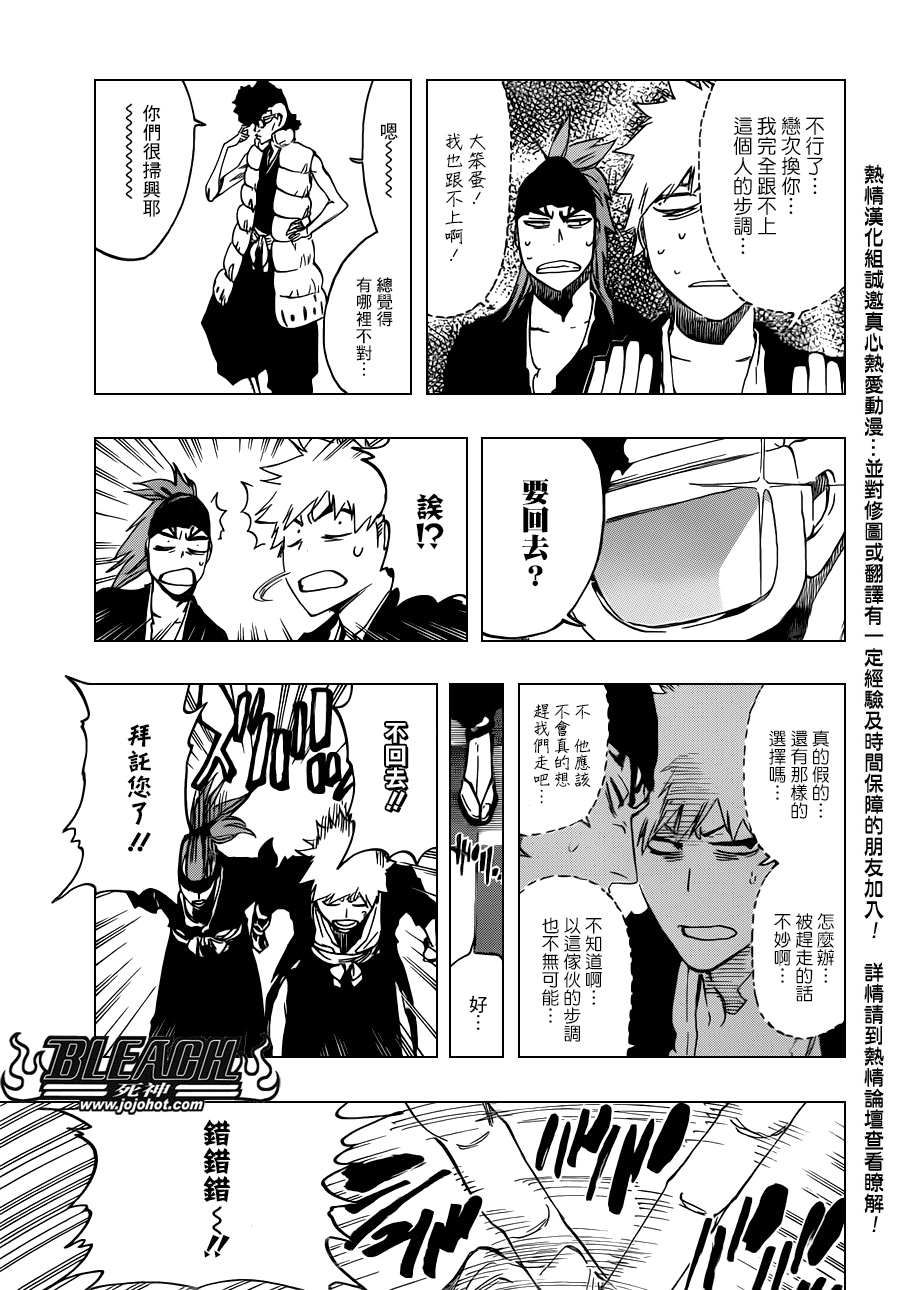 不行了…
戀次換你…
我完全跟不上
這個人的步調…
大笨蛋！
我也跟不上啊！
嗯～～
總覺得
有哪裡不對…
你們很掃興耶
～～
要回去？
誒!?
真的假的…
還有那樣的
選擇嗎…
不 他應該
不會真的想
趕我們走吧…
怎麼辦…
被趕走的話
不妙啊…
不知道啊…
以這傢伙的步調
也不無可能…
好…
不回去!!
拜託您了!!
錯錯錯～!!
BLEACH
死神
www.jojohot.com
熱情漢化組誠邀真心熱愛動漫…並對修圖或翻譯有一定經驗及時間保障的朋友加入！ 詳情請到熱情論壇查看瞭解！